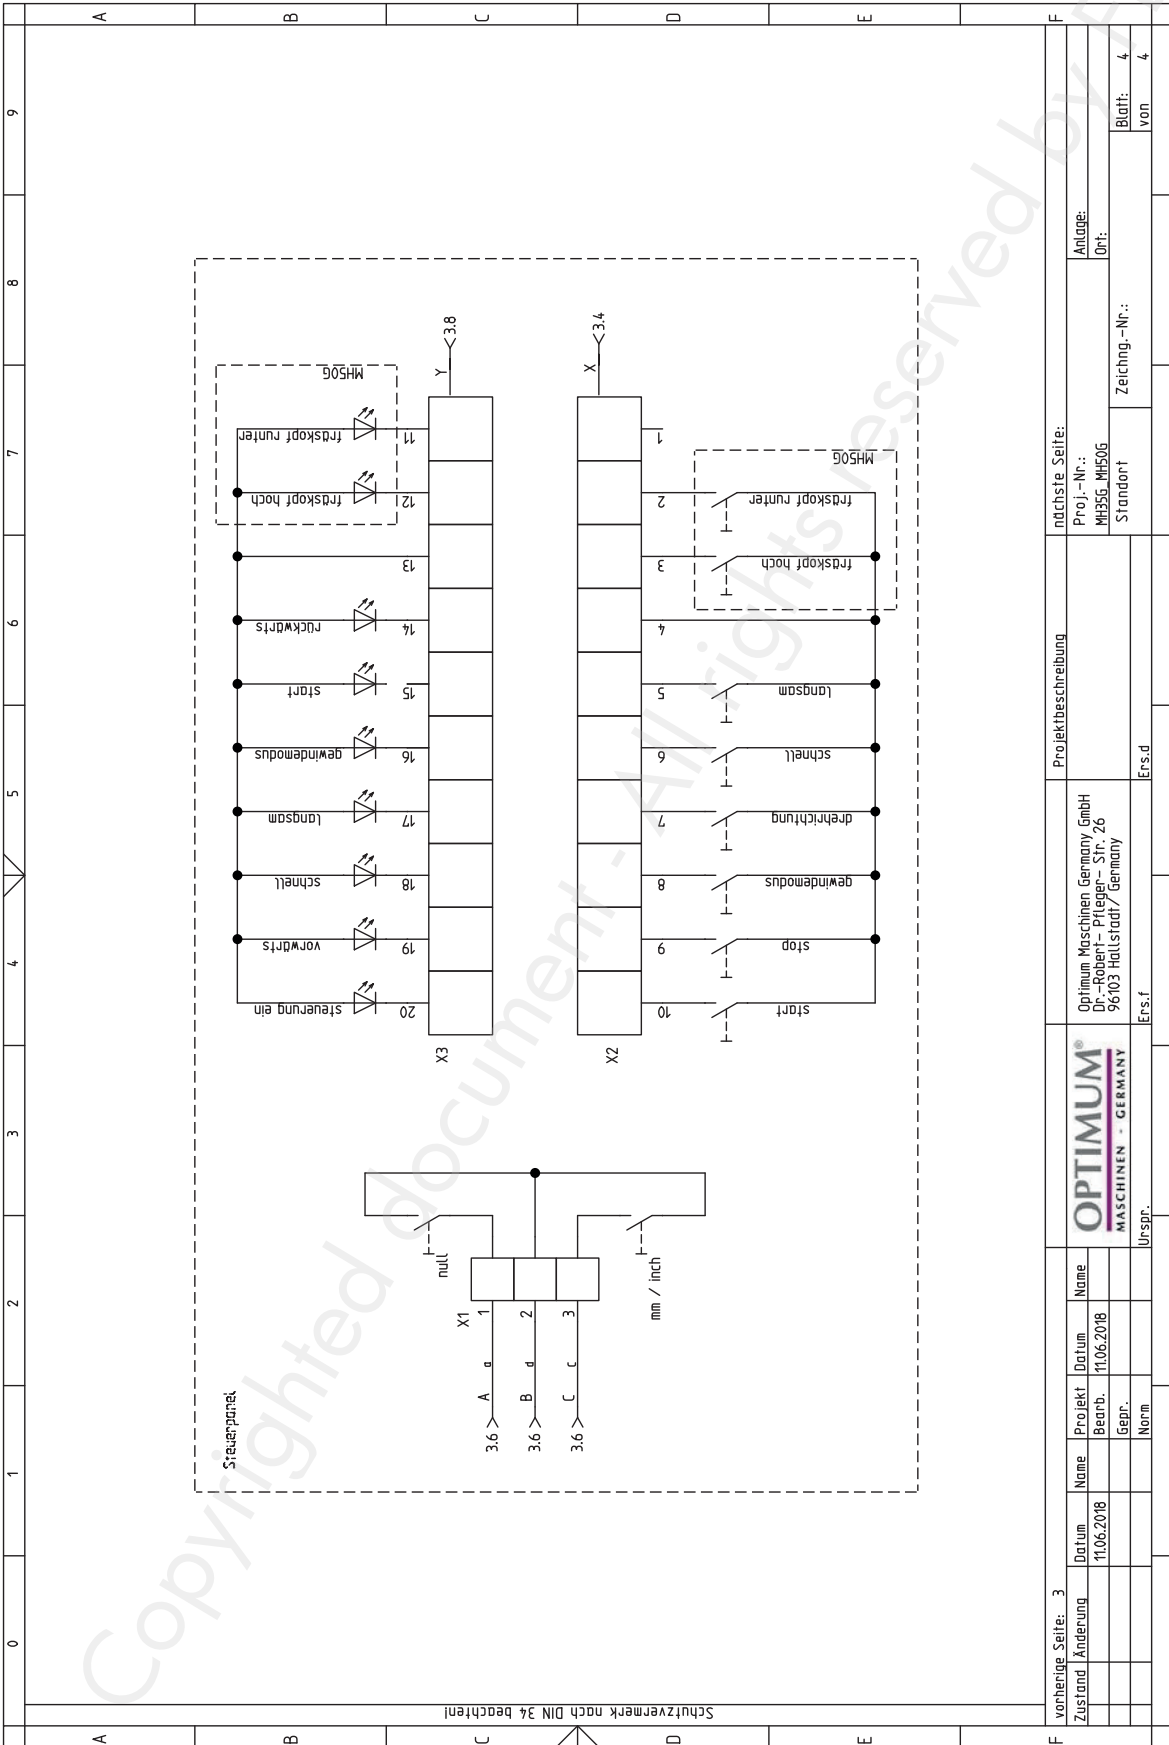 0 1 2 3 4 5 6 7 8 9
A
B
C
D
E
F
A
B
C
D
E
F
Schutzvermerk nach DIN 34 beachten!
Steuerpanel
3.6 A a
3.6 B d
3.6 C c
X1
1
2
3
null
mm / inch
X3
20 steuerung ein
19 vorwärts
18 schnell
17 langsam
16 gewindemodus
15 start
14 rückwärts
13
12 fräskopf hoch
11 fräskopf runter
MH50G
Y 3.8
X2
10 start
9 stop
8 gewindemodus
7 drehrichtung
6 schnell
5 langsam
4
3 fräskopf hoch
2 fräskopf runter
1
MH50G
X 3.4
vorherige Seite: 3
Zustand Änderung Datum Name
11.06.2018
Projekt Datum Name
Bearb. 11.06.2018
Gepr.
Norm
Urspr.
OPTIMUM®
MASCHINEN - GERMANY
Optimum Maschinen Germany GmbH
Dr.-Robert- Pfleger- Str. 26
96103 Hallstadt/ Germany
Ers.f
Ers.d
Projektbeschreibung
nächste Seite:
Proj.-Nr.:
MH35G_MH50G
Standort
Anlage:
Ort:
Zeichng.-Nr.:
Blatt: 4
von 4
Copyrighted document - All rights reserved by